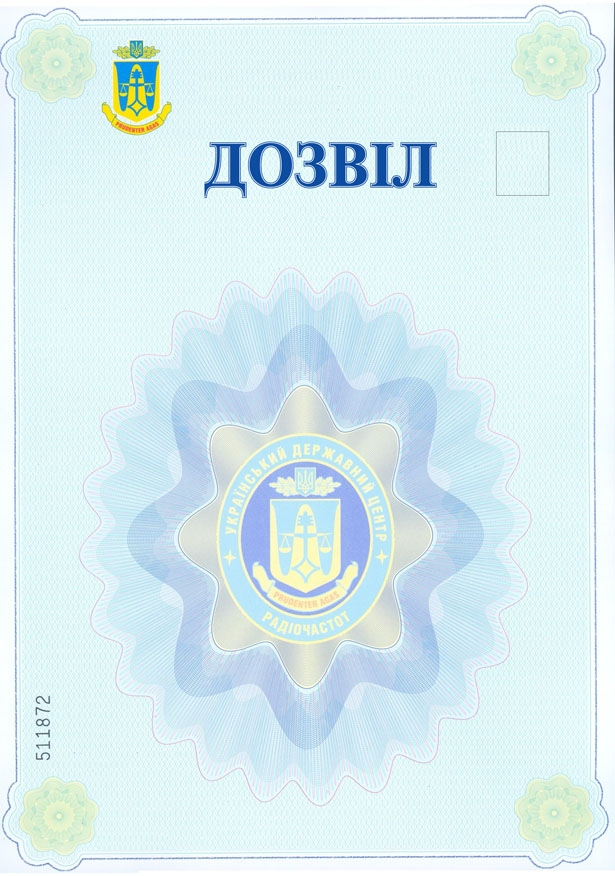 PRUDENTER AGAS
ДОЗВІЛ
УКРАЇНСЬКИЙ ДЕРЖАВНИЙ ЦЕНТР
PRUDENTER AGAS
РАДІОЧАСТОТ
511872